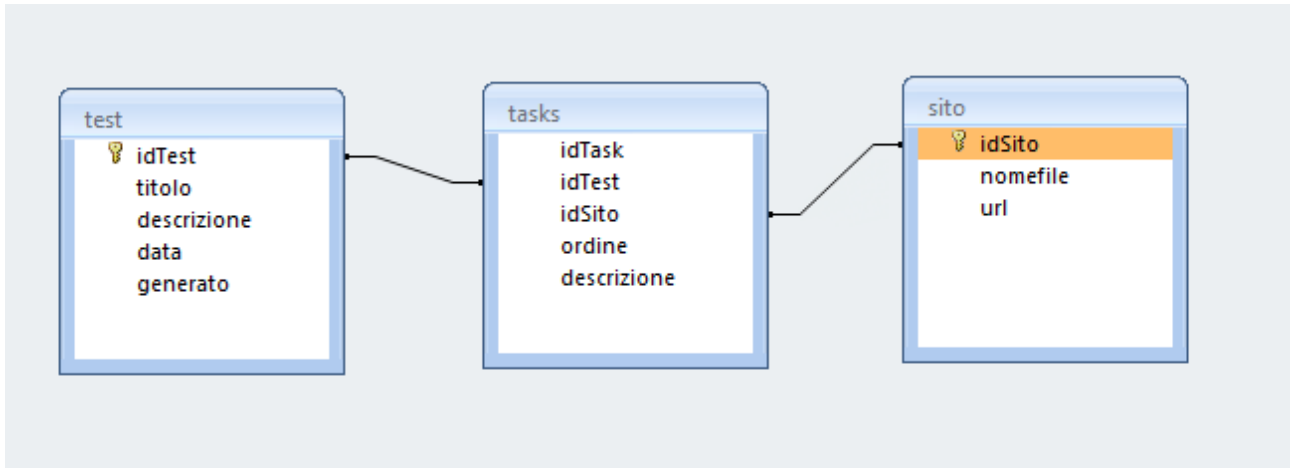 test
idTest
titolo
descrizione
data
generato
tasks
idTask
idTest
idSito
ordine
descrizione
sito
idSito
nomefile
url